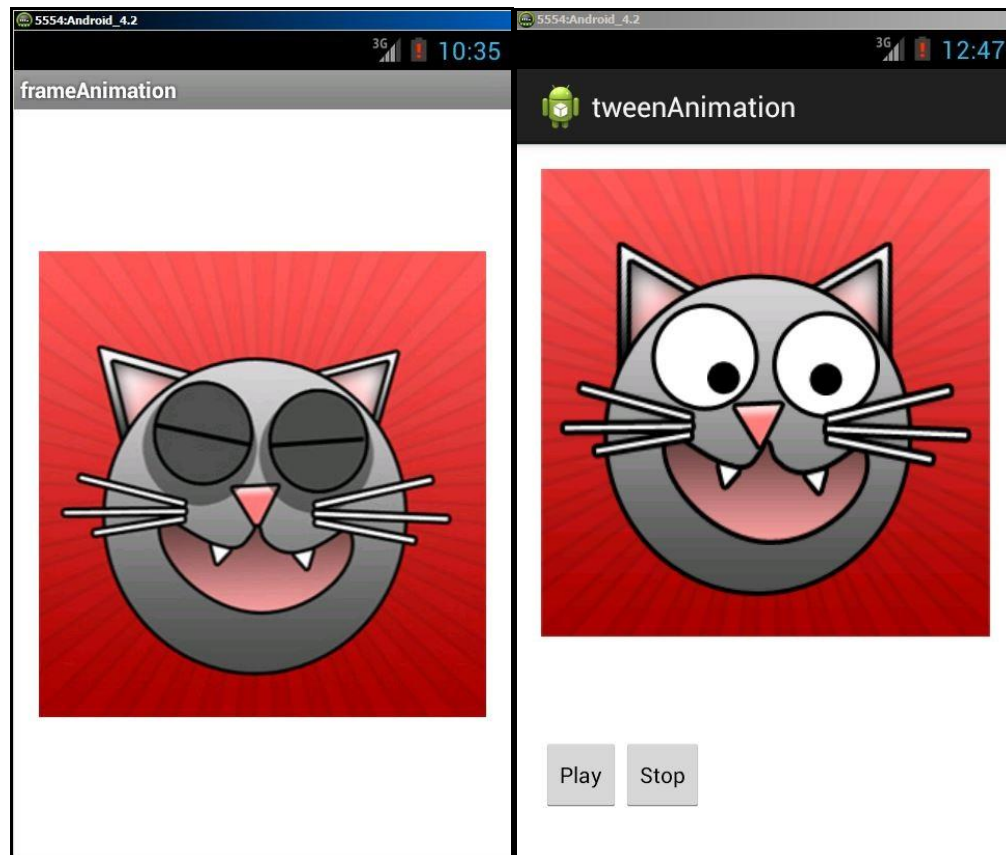 5554:Android_4.2
3G 10:35
frameAnimation
5554:Android_4.2
3G 12:47
tweenAnimation
Play Stop